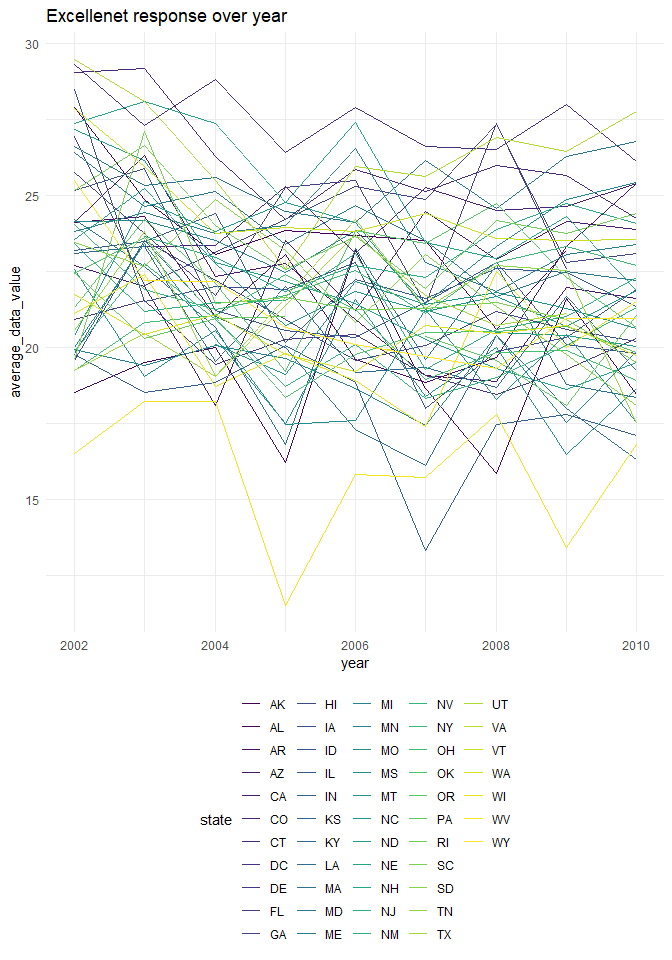 Excellenet response over year
30
25
20
15
average_data_value
2002 2004 2006 2008 2010
year
state
AK HI MI NV UT
AL IA MN NY VA
AR ID MO OH VT
AZ IL MS OK WA
CA IN MT OR WI
CO KS NC PA WV
CT KY ND RI WY
DC LA NE SC
DE MA NH SD
FL MD NJ TN
GA ME NM TX